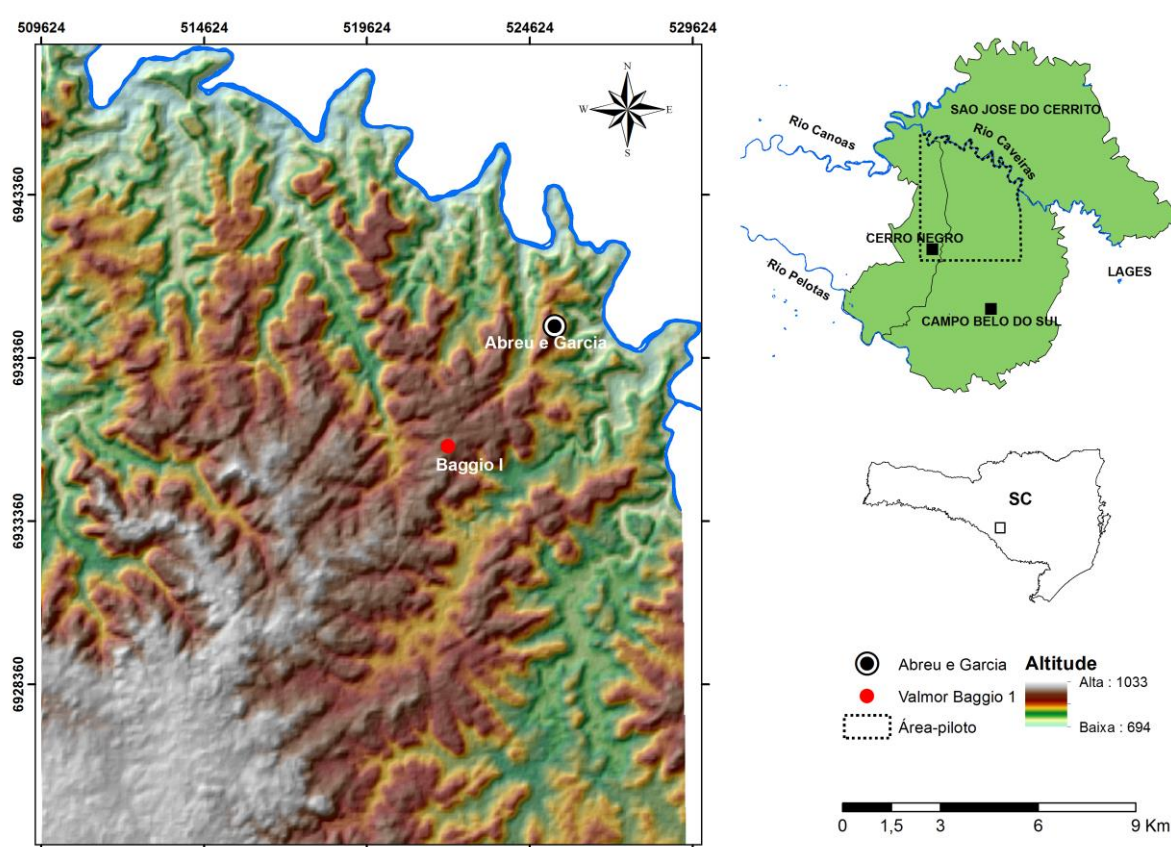 509624
514624
519624
524624
529624
6943360
6938360
6933360
6928360
N
W
E
S
Abreu e Garcia
Baggio I
SAO JOSE DO CERRITO
Rio Canoas
Rio Caveiras
CERRO NEGRO
LAGES
Rio Pelotas
CAMPO BELO DO SUL
SC
Abreu e Garcia
Valmor Baggio 1
Área-piloto
Altitude
Alta : 1033
Baixa : 694
0 1,5 3 6 9 Km